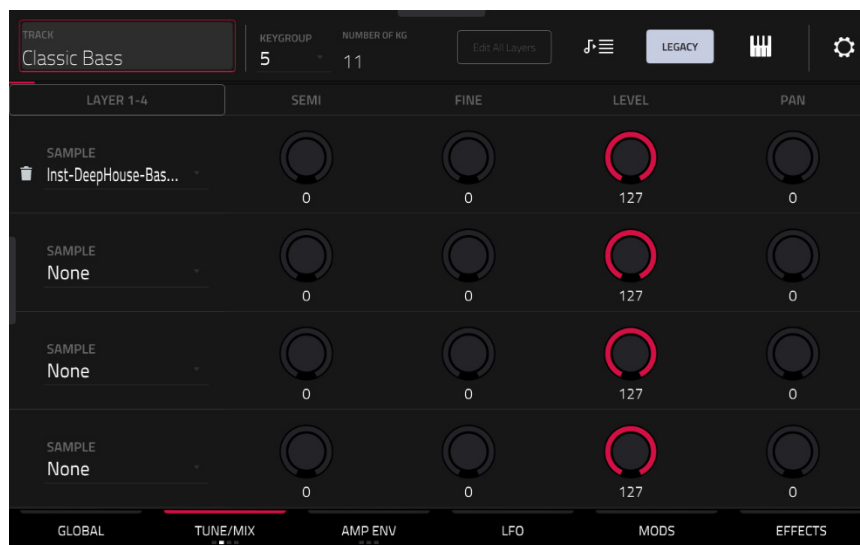 TRACK
Classic Bass
KEYGROUP
5
NUMBER OF KG
11
Edit All Layers
LEGACY
LAYER 1-4 SEMI FINE LEVEL PAN
SAMPLE
Inst-DeepHouse-Bas...
0 0 127 0
SAMPLE
None
0 0 127 0
SAMPLE
None
0 0 127 0
SAMPLE
None
0 0 127 0
GLOBAL TUNE/MIX AMP ENV LFO MODS EFFECTS